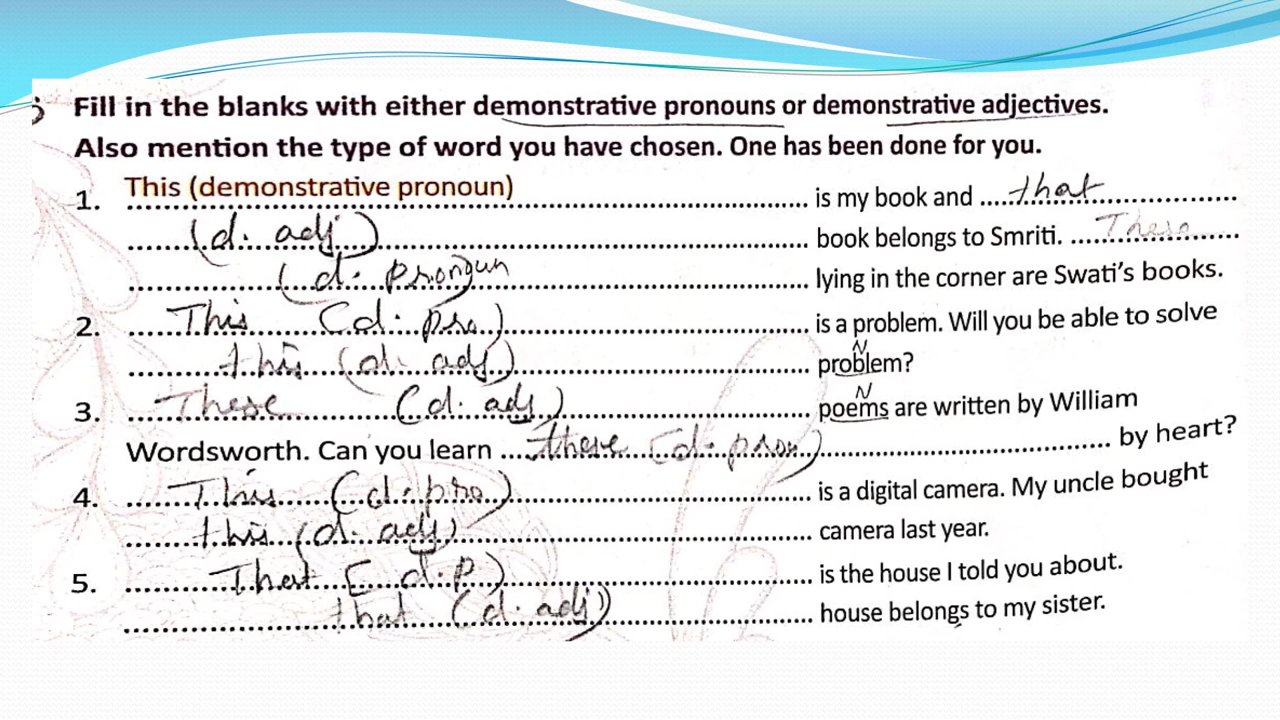 Fill in the blanks with either demonstrative pronouns or demonstrative adjectives.
Also mention the type of word you have chosen. One has been done for you.
1. This (demonstrative pronoun) is my book and that
(d. adj) book belongs to Smriti. These
(d. pronoun lying in the corner are Swati's books.
2. This (d. pro.) is a problem. Will you be able to solve
N
this (d. adj.) problem?
N
3. These (d. adj) poems are written by William
Wordsworth. Can you learn these (d. pron) by heart?
4. This (d. pro.) is a digital camera. My uncle bought
this (d. adj) camera last year.
5. That (d.p) is the house I told you about.
that (d. adj) house belongs to my sister.